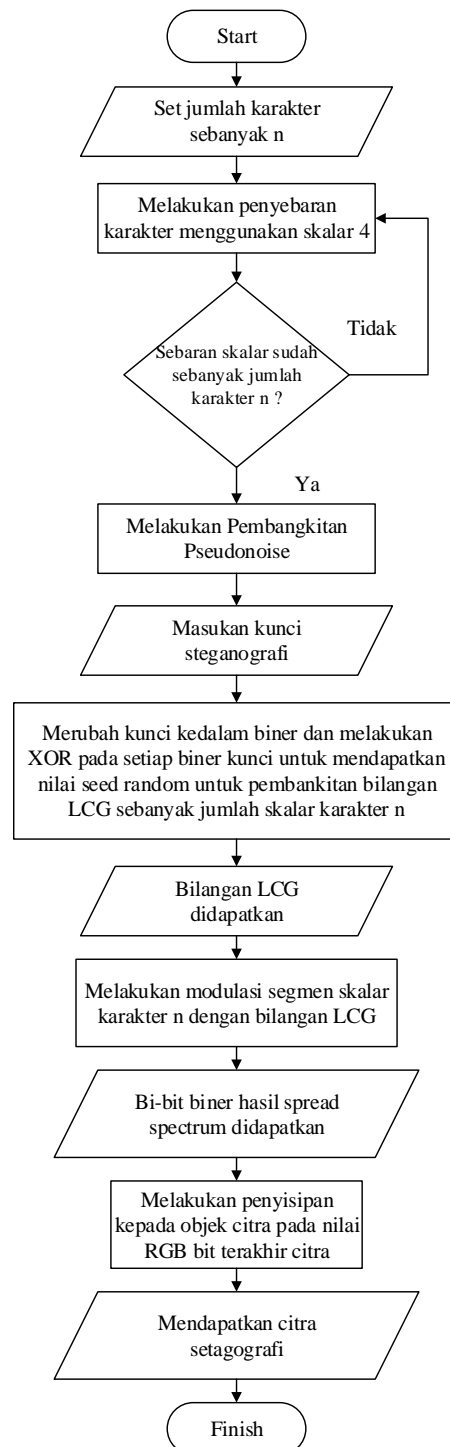 Start
Set jumlah karakter
sebanyak n
Melakukan penyebaran
karakter menggunakan skalar 4
Tidak
Sebaran skalar sudah
sebanyak jumlah
karakter n ?
Ya
Melakukan Pembangkitan
Pseudonoise
Masukan kunci
steganografi
Merubah kunci kedalam biner dan melakukan
XOR pada setiap biner kunci untuk mendapatkan
nilai seed random untuk pembankitan bilangan
LCG sebanyak jumlah skalar karakter n
Bilangan LCG
didapatkan
Melakukan modulasi segmen skalar
karakter n dengan bilangan LCG
Bi-bit biner hasil spread
spectrum didapatkan
Melakukan penyisipan
kepada objek citra pada nilai
RGB bit terakhir citra
Mendapatkan citra
setagografi
Finish